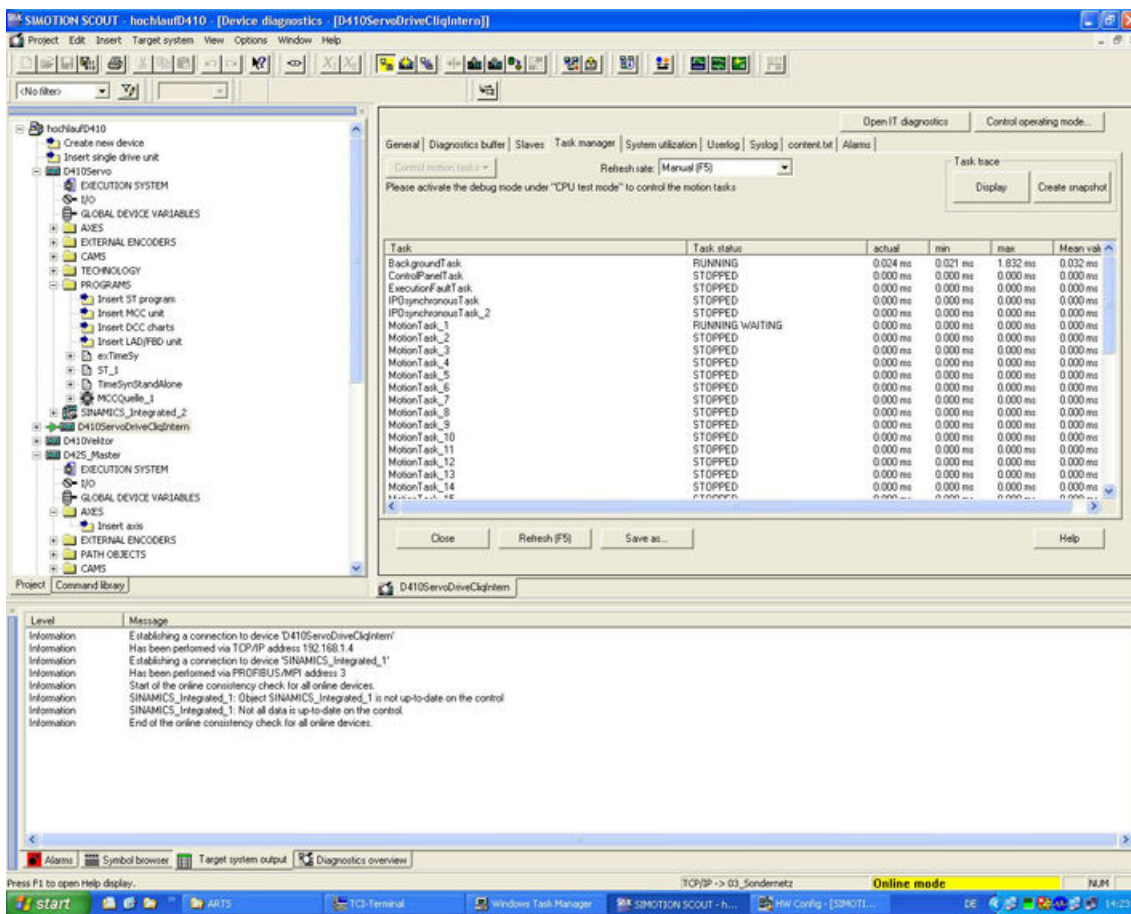 SIMOTION SCOUT - hochlaufD410 - [Device diagnostics - [D410ServoDriveCliqIntern]]
Project Edit Insert Target system View Options Window Help
<No filter>
hochlaufD410
Create new device
Insert single drive unit
D410Servo
EXECUTION SYSTEM
I/O
GLOBAL DEVICE VARIABLES
AXES
EXTERNAL ENCODERS
CAMS
TECHNOLOGY
PROGRAMS
Insert ST program
Insert MCC unit
Insert DCC charts
Insert LAD/FBD unit
exTimeSy
ST_1
TimeSynStandAlone
MCCQuelle_1
SINAMICS_Integrated_2
D410ServoDriveCliqIntern
D410Vektor
D425_Master
EXECUTION SYSTEM
I/O
GLOBAL DEVICE VARIABLES
AXES
Insert axis
EXTERNAL ENCODERS
PATH OBJECTS
CAMS
Project Command library
Open IT diagnostics Control operating mode...
General Diagnostics buffer Slaves Task manager System utilization Userlog Syslog content.txt Alarms
Control motion tasks Refresh rate: Manual (F5) Task trace
Please activate the debug mode under "CPU test mode" to control the motion tasks
Display Create snapshot
Task Task status actual min max Mean val
BackgroundTask RUNNING 0.024 ms 0.021 ms 1.832 ms 0.032 ms
ControlPanelTask STOPPED 0.000 ms 0.000 ms 0.000 ms 0.000 ms
ExecutionFaultTask STOPPED 0.000 ms 0.000 ms 0.000 ms 0.000 ms
IPOsynchronousTask STOPPED 0.000 ms 0.000 ms 0.000 ms 0.000 ms
IPOsynchronousTask_2 STOPPED 0.000 ms 0.000 ms 0.000 ms 0.000 ms
MotionTask_1 RUNNING WAITING 0.000 ms 0.000 ms 0.000 ms 0.000 ms
MotionTask_2 STOPPED 0.000 ms 0.000 ms 0.000 ms 0.000 ms
MotionTask_3 STOPPED 0.000 ms 0.000 ms 0.000 ms 0.000 ms
MotionTask_4 STOPPED 0.000 ms 0.000 ms 0.000 ms 0.000 ms
MotionTask_5 STOPPED 0.000 ms 0.000 ms 0.000 ms 0.000 ms
MotionTask_6 STOPPED 0.000 ms 0.000 ms 0.000 ms 0.000 ms
MotionTask_7 STOPPED 0.000 ms 0.000 ms 0.000 ms 0.000 ms
MotionTask_8 STOPPED 0.000 ms 0.000 ms 0.000 ms 0.000 ms
MotionTask_9 STOPPED 0.000 ms 0.000 ms 0.000 ms 0.000 ms
MotionTask_10 STOPPED 0.000 ms 0.000 ms 0.000 ms 0.000 ms
MotionTask_11 STOPPED 0.000 ms 0.000 ms 0.000 ms 0.000 ms
MotionTask_12 STOPPED 0.000 ms 0.000 ms 0.000 ms 0.000 ms
MotionTask_13 STOPPED 0.000 ms 0.000 ms 0.000 ms 0.000 ms
MotionTask_14 STOPPED 0.000 ms 0.000 ms 0.000 ms 0.000 ms
Close Refresh (F5) Save as... Help
D410ServoDriveCliqIntern
Level Message
Information Establishing a connection to device 'D410ServoDriveCliqIntern'
Information Has been performed via TCP/IP address 192.168.1.4
Information Establishing a connection to device 'SINAMICS_Integrated_1'
Information Has been performed via PROFIBUS/MPI address 3
Information Start of the online consistency check for all online devices.
Information SINAMICS_Integrated_1: Object SINAMICS_Integrated_1 is not up-to-date on the control
Information SINAMICS_Integrated_1: Not all data is up-to-date on the control.
Information End of the online consistency check for all online devices.
Alarms Symbol browser Target system output Diagnostics overview
Press F1 to open Help display. TCP/IP -> 03_Sondernetz Online mode NUM
start ARTS TCI-Terminal Windows Task Manager SIMOTION SCOUT - h... HW Config - [SIMOTI... DE 14:23